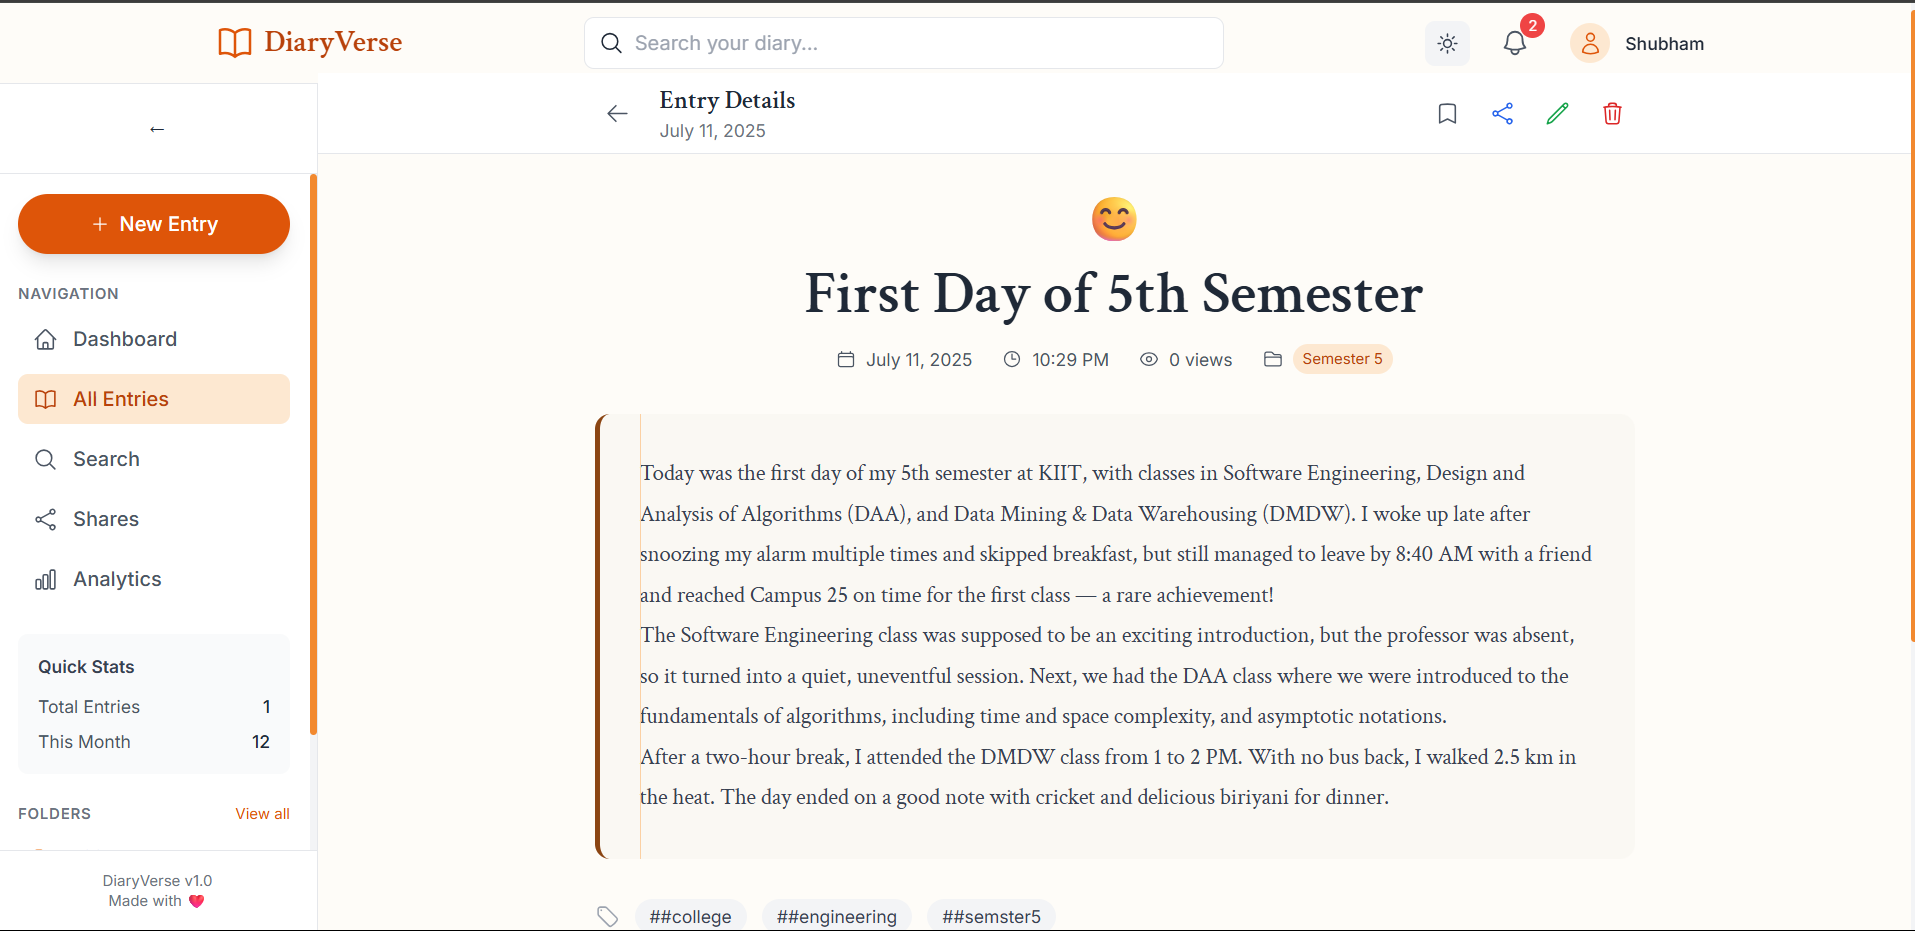 DiaryVerse
Search your diary...
2
Shubham
←
Entry Details
July 11, 2025
+ New Entry
NAVIGATION
Dashboard
All Entries
Search
Shares
Analytics
Quick Stats
Total Entries 1
This Month 12
FOLDERS View all
DiaryVerse v1.0
Made with ❤️
😊
First Day of 5th Semester
July 11, 2025 10:29 PM 0 views Semester 5
Today was the first day of my 5th semester at KIIT, with classes in Software Engineering, Design and
Analysis of Algorithms (DAA), and Data Mining & Data Warehousing (DMDW). I woke up late after
snoozing my alarm multiple times and skipped breakfast, but still managed to leave by 8:40 AM with a friend
and reached Campus 25 on time for the first class — a rare achievement!
The Software Engineering class was supposed to be an exciting introduction, but the professor was absent,
so it turned into a quiet, uneventful session. Next, we had the DAA class where we were introduced to the
fundamentals of algorithms, including time and space complexity, and asymptotic notations.
After a two-hour break, I attended the DMDW class from 1 to 2 PM. With no bus back, I walked 2.5 km in
the heat. The day ended on a good note with cricket and delicious biriyani for dinner.
##college ##engineering ##semster5